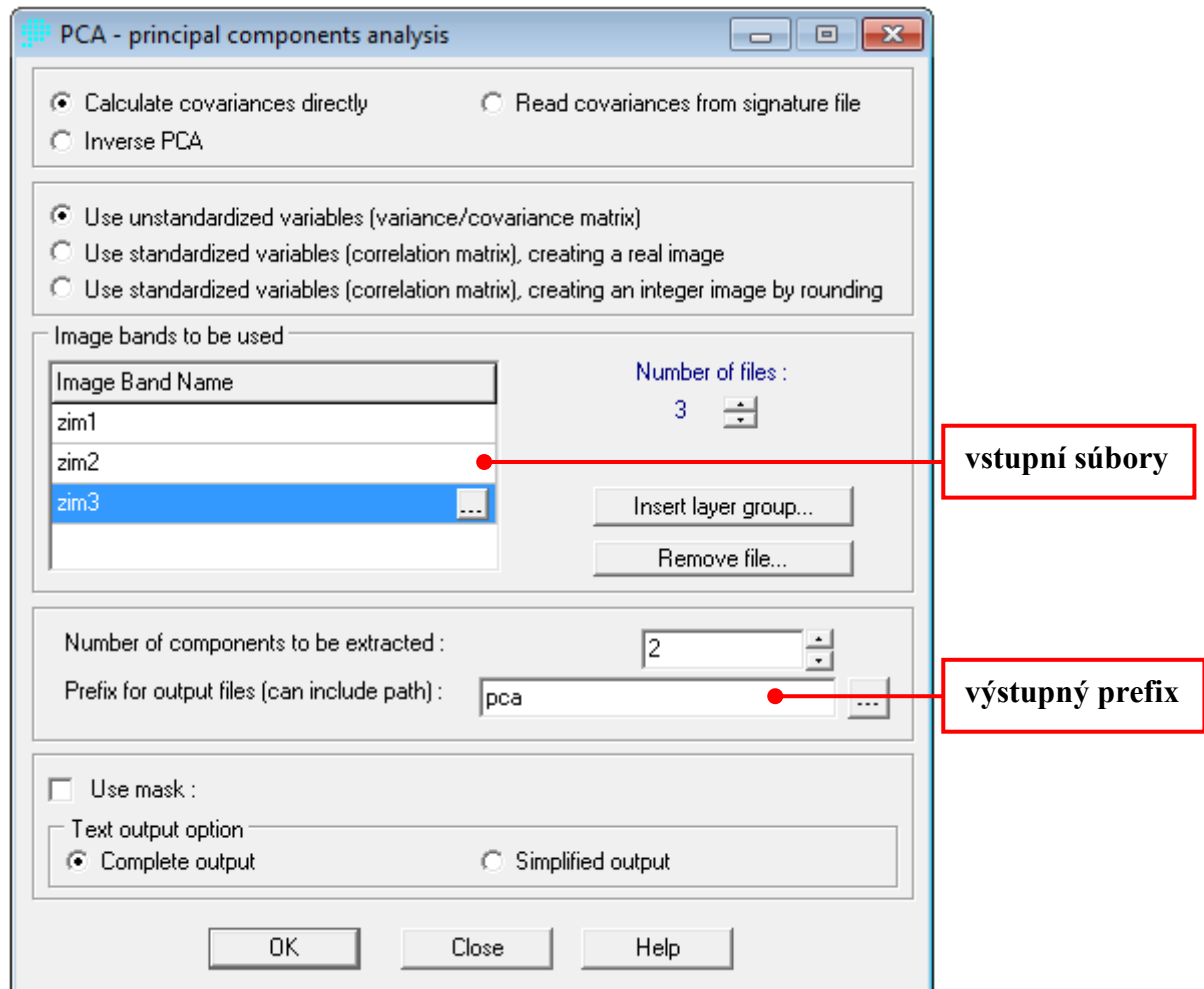 PCA - principal components analysis
Calculate covariances directly
Read covariances from signature file
Inverse PCA
Use unstandardized variables (variance/covariance matrix)
Use standardized variables (correlation matrix), creating a real image
Use standardized variables (correlation matrix), creating an integer image by rounding
Image bands to be used
Image Band Name
zim1
zim2
zim3
...
Number of files :
3
Insert layer group...
Remove file...
vstupní súbory
Number of components to be extracted :
2
Prefix for output files (can include path) :
pca
...
výstupný prefix
Use mask :
Text output option
Complete output
Simplified output
OK
Close
Help